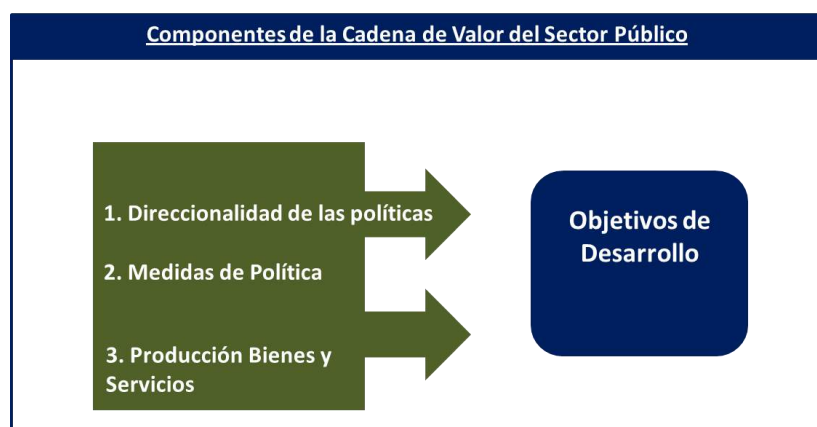 Componentes de la Cadena de Valor del Sector Público
1. Direccionalidad de las políticas
2. Medidas de Política
3. Producción Bienes y
Servicios
Objetivos de
Desarrollo